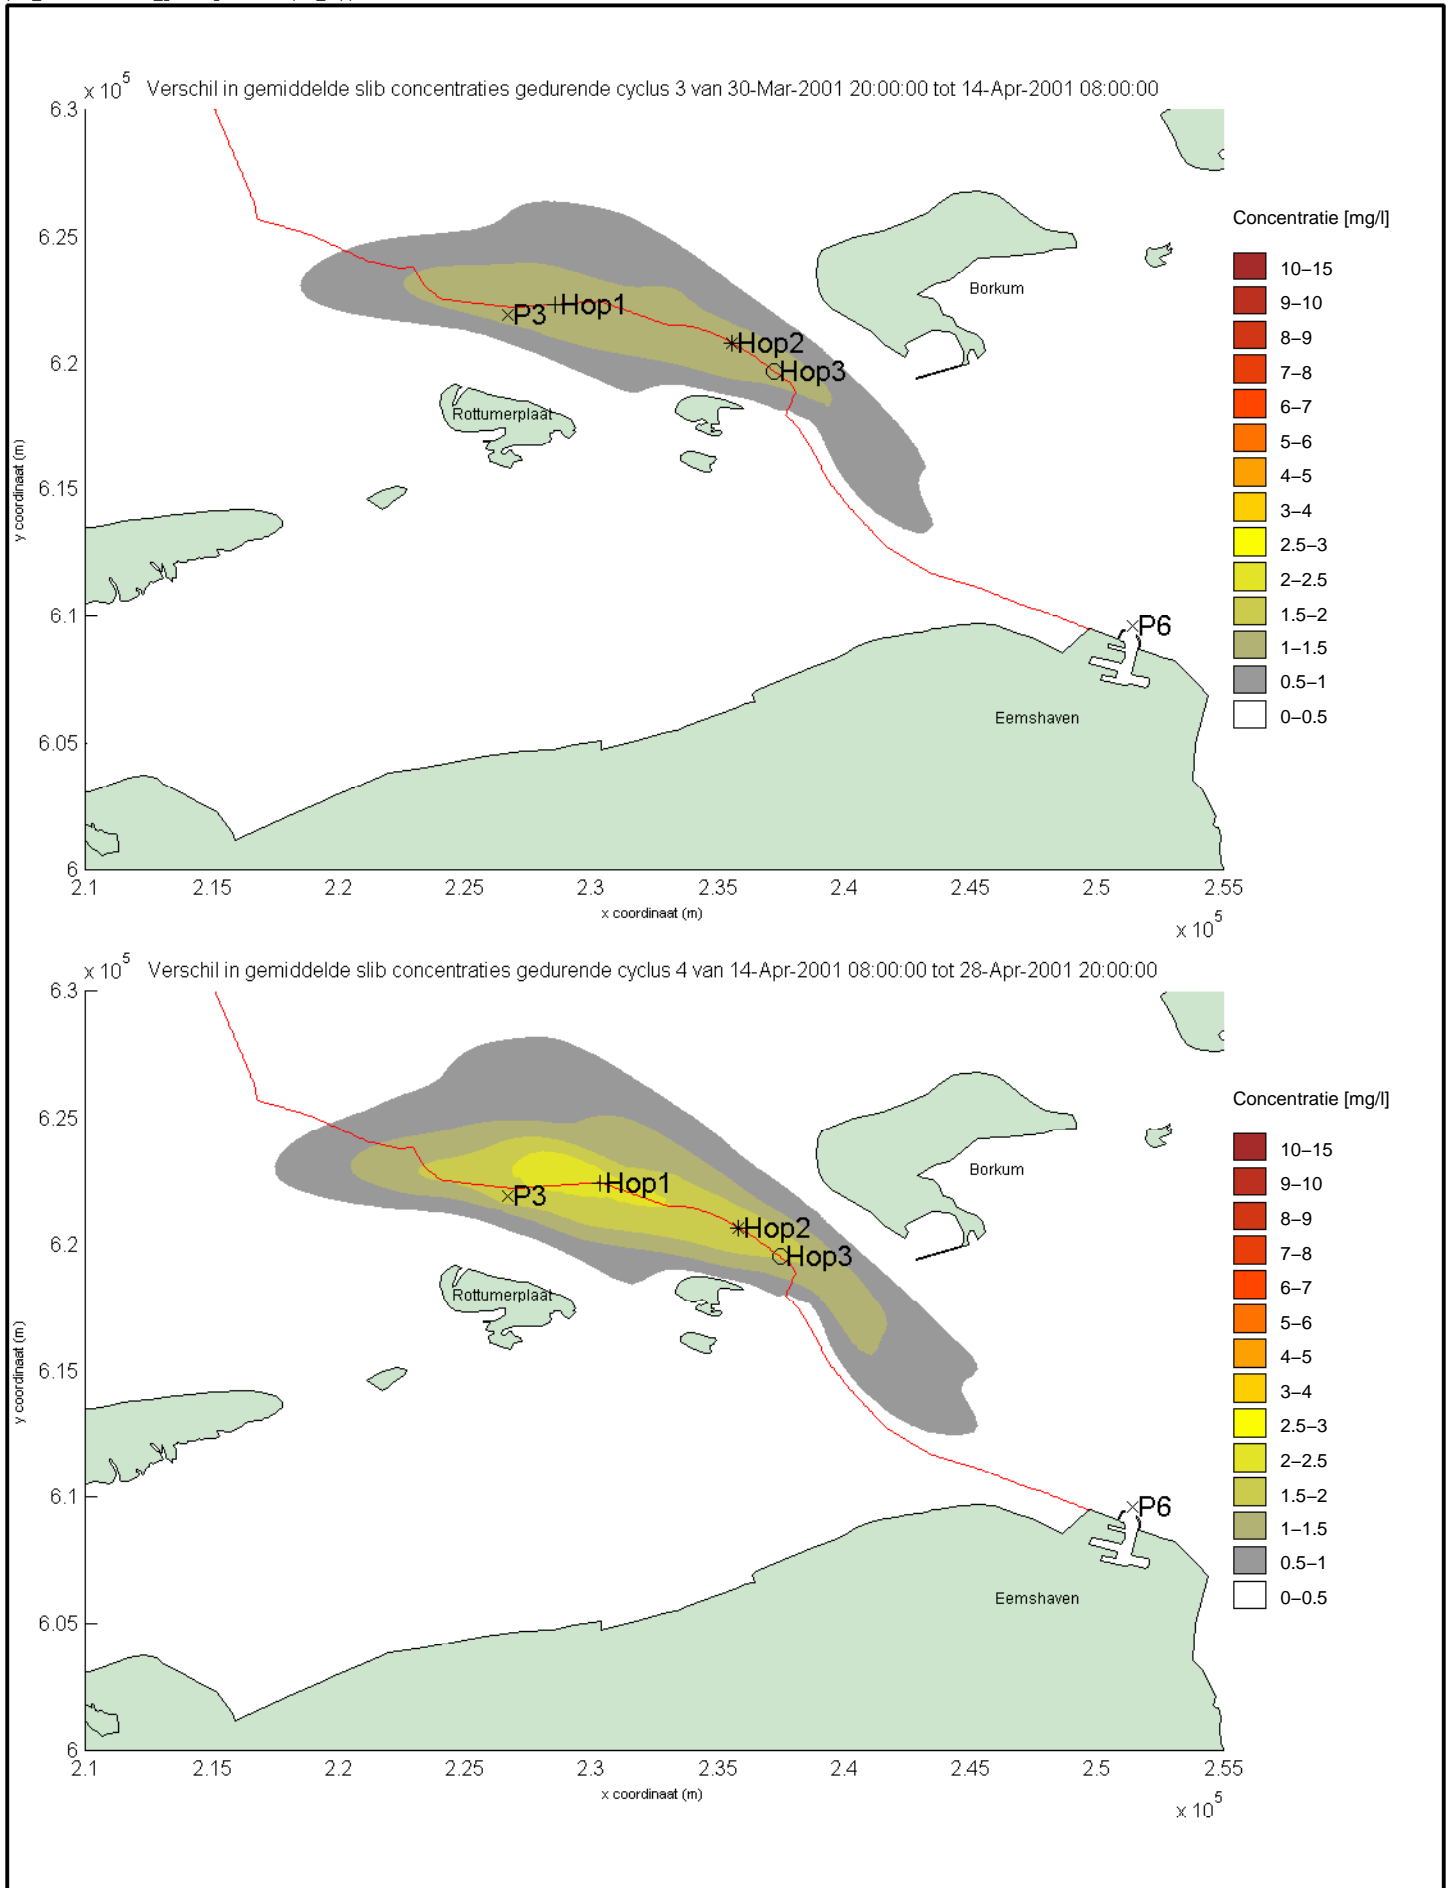 x 10^5 Verschil in gemiddelde slib concentraties gedurende cyclus 3 van 30-Mar-2001 20:00:00 tot 14-Apr-2001 08:00:00
6.3
6.25
6.2
6.15
6.1
6.05
6
y coordinaat (m)
2.1 2.15 2.2 2.25 2.3 2.35 2.4 2.45 2.5 2.55
x coordinaat (m)
x 10^5
Borkum
P3
Hop1
Hop2
Hop3
Rottumerplaat
P6
Eemshaven
Concentratie [mg/l]
10–15
9–10
8–9
7–8
6–7
5–6
4–5
3–4
2.5–3
2–2.5
1.5–2
1–1.5
0.5–1
0–0.5
x 10^5 Verschil in gemiddelde slib concentraties gedurende cyclus 4 van 14-Apr-2001 08:00:00 tot 28-Apr-2001 20:00:00
6.3
6.25
6.2
6.15
6.1
6.05
6
y coordinaat (m)
2.1 2.15 2.2 2.25 2.3 2.35 2.4 2.45 2.5 2.55
x coordinaat (m)
x 10^5
Borkum
P3
Hop1
Hop2
Hop3
Rottumerplaat
P6
Eemshaven
Concentratie [mg/l]
10–15
9–10
8–9
7–8
6–7
5–6
4–5
3–4
2.5–3
2–2.5
1.5–2
1–1.5
0.5–1
0–0.5